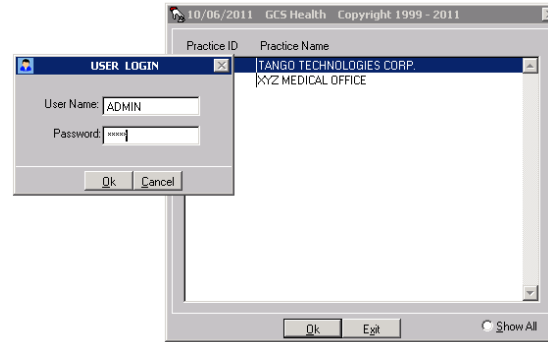 10/06/2011 GCS Health Copyright 1999 - 2011
Practice ID Practice Name
TANGO TECHNOLOGIES CORP.
XYZ MEDICAL OFFICE
USER LOGIN
User Name: ADMIN
Password: *****
Ok Cancel
Ok Exit Show All